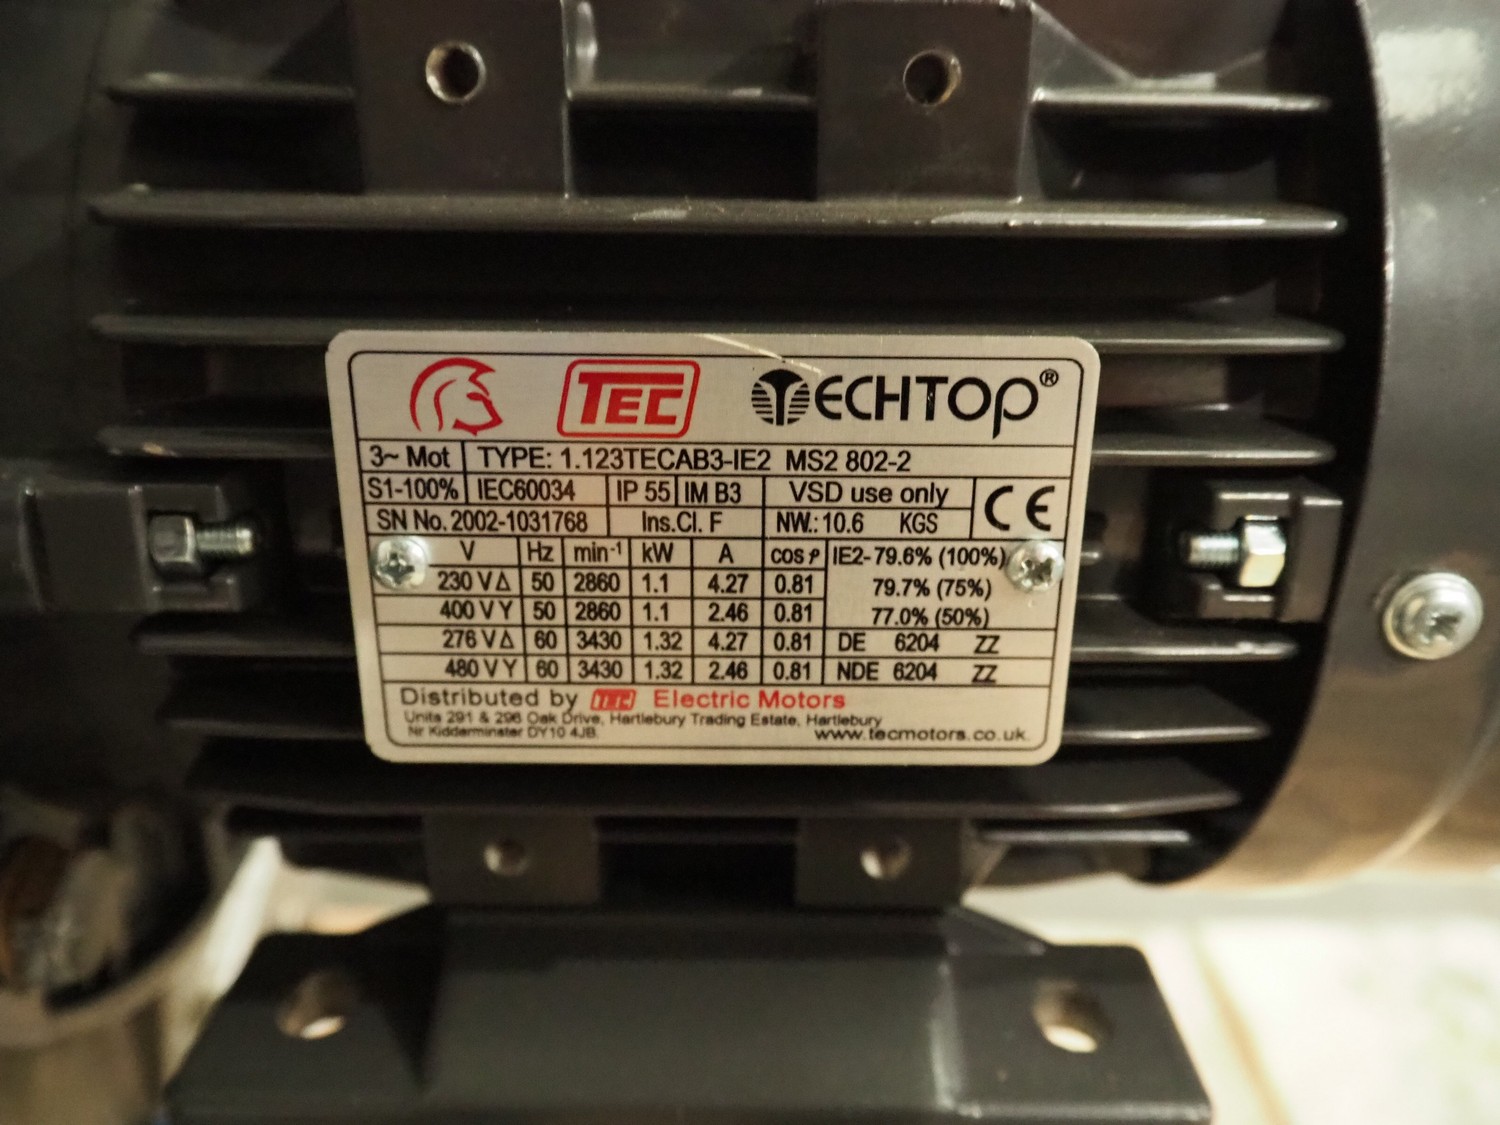 TEC TECHTOP®
3~ Mot TYPE: 1.123TECAB3-IE2 MS2 802-2
S1-100% IEC60034 IP 55 IM B3 VSD use only CE
SN No. 2002-1031768 Ins.Cl. F NW.: 10.6 KGS
V Hz min-1 kW A cos φ IE2- 79.6% (100%)
230 V Δ 50 2860 1.1 4.27 0.81 79.7% (75%)
400 V Y 50 2860 1.1 2.46 0.81 77.0% (50%)
276 V Δ 60 3430 1.32 4.27 0.81 DE 6204 ZZ
480 V Y 60 3430 1.32 2.46 0.81 NDE 6204 ZZ
Distributed by TEC Electric Motors
Units 291 & 296 Oak Drive, Hartlebury Trading Estate, Hartlebury
Nr Kidderminster DY10 4JB.
www.tecmotors.co.uk